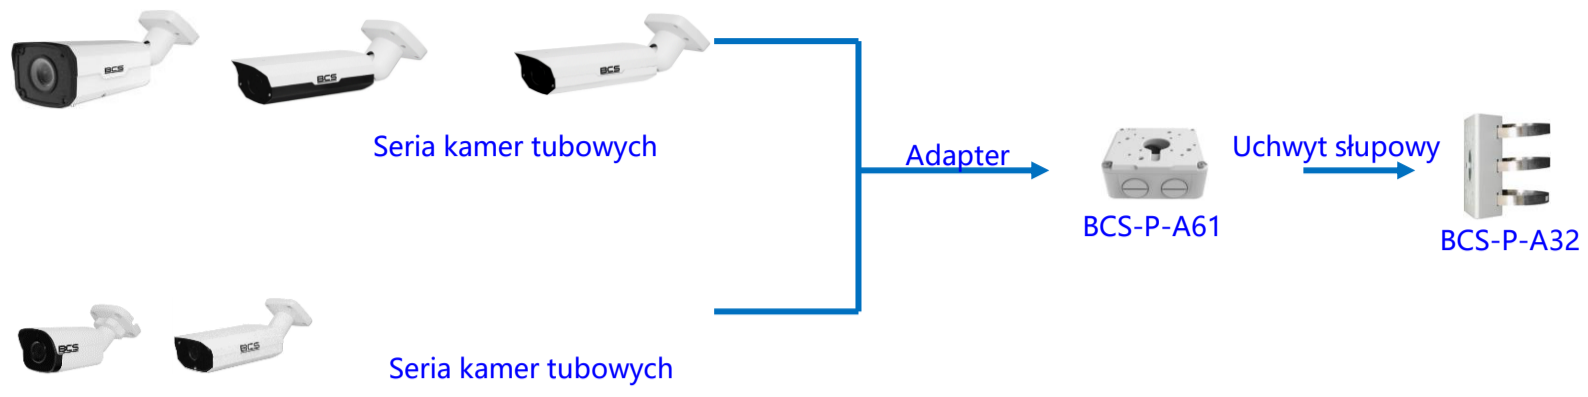 BCS
BCS
BCS
Seria kamer tubowych
Adapter
Uchwyt słupowy
BCS-P-A61
BCS-P-A32
BCS
BCS
Seria kamer tubowych